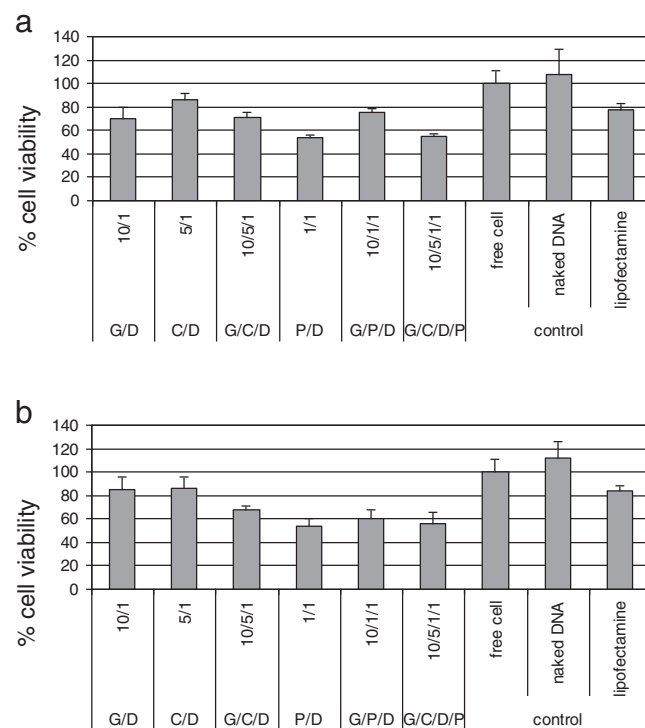 a
% cell viability
140
120
100
80
60
40
20
0
10/1
5/1
10/5/1
1/1
10/1/1
10/5/1/1
free cell
naked DNA
lipofectamine
G/D
C/D
G/C/D
P/D
G/P/D
G/C/D/P
control
b
% cell viability
140
120
100
80
60
40
20
0
10/1
5/1
10/5/1
1/1
10/1/1
10/5/1/1
free cell
naked DNA
lipofectamine
G/D
C/D
G/C/D
P/D
G/P/D
G/C/D/P
control